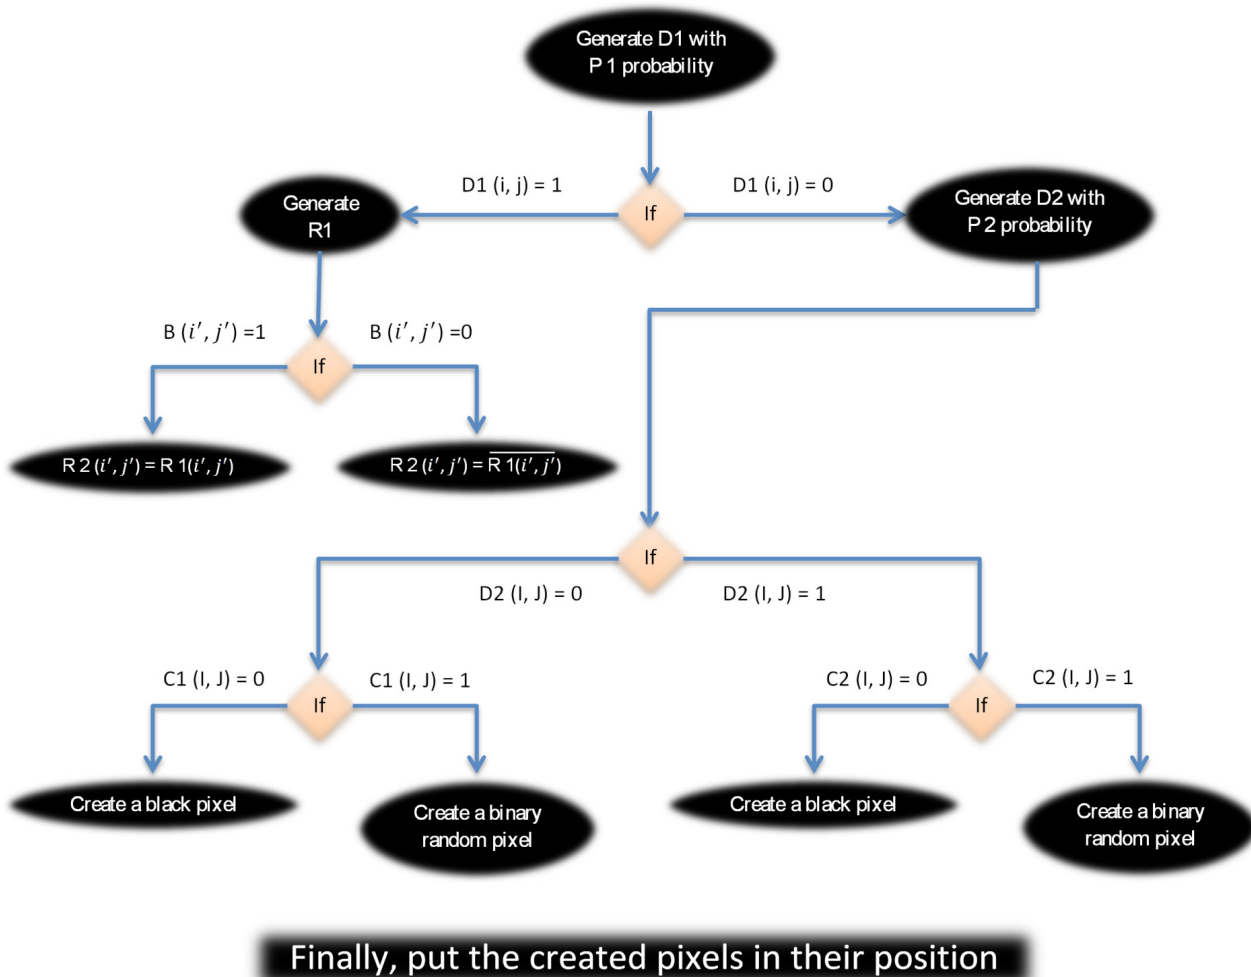 Generate D1 with
P 1 probability
D1 (i, j) = 1
D1 (i, j) = 0
If
Generate
R1
Generate D2 with
P 2 probability
B (i′, j′) =1
B (i′, j′) =0
If
R 2 (i′, j′) = R 1(i′, j′)
R 2 (i′, j′) = \overline{R 1(i′, j′)}
If
D2 (I, J) = 0
D2 (I, J) = 1
C1 (I, J) = 0
C1 (I, J) = 1
If
C2 (I, J) = 0
C2 (I, J) = 1
If
Create a black pixel
Create a binary
random pixel
Create a black pixel
Create a binary
random pixel
Finally, put the created pixels in their position